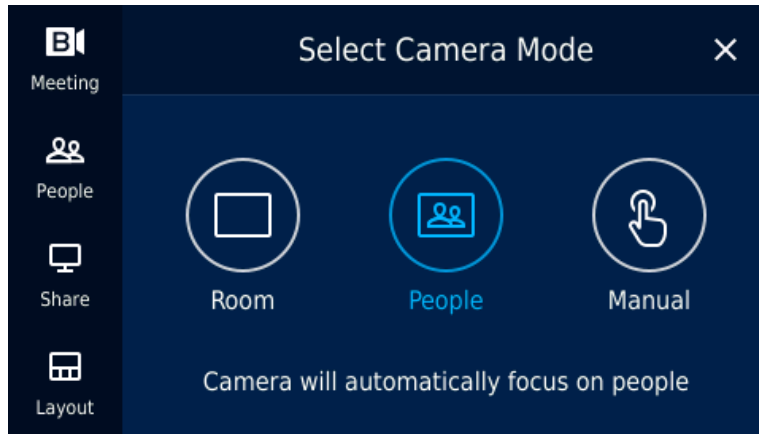 B
Meeting
People
Share
Layout
Select Camera Mode
Room
People
Manual
Camera will automatically focus on people